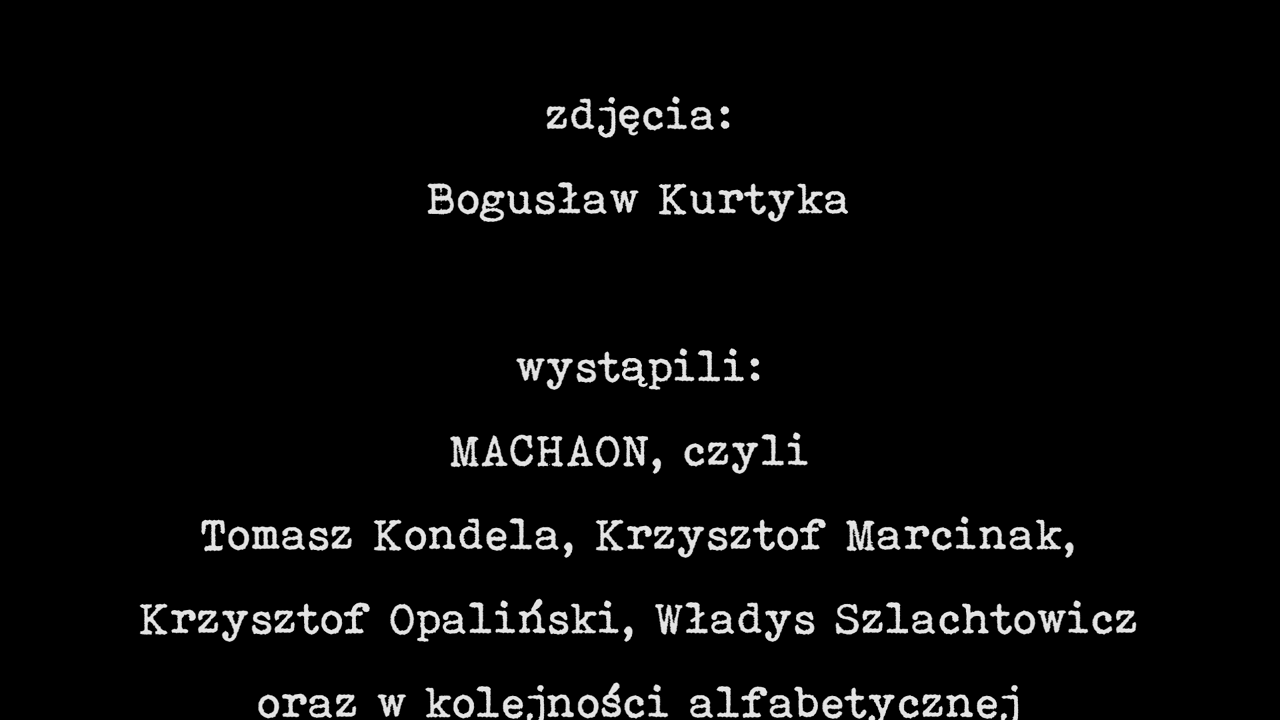 zdjęcia:
Bogusław Kurtyka
wystąpili:
MACHAON, czyli
Tomasz Kondela, Krzysztof Marcinak,
Krzysztof Opaliński, Władys Szlachtowicz
oraz w kolejności alfabetycznej